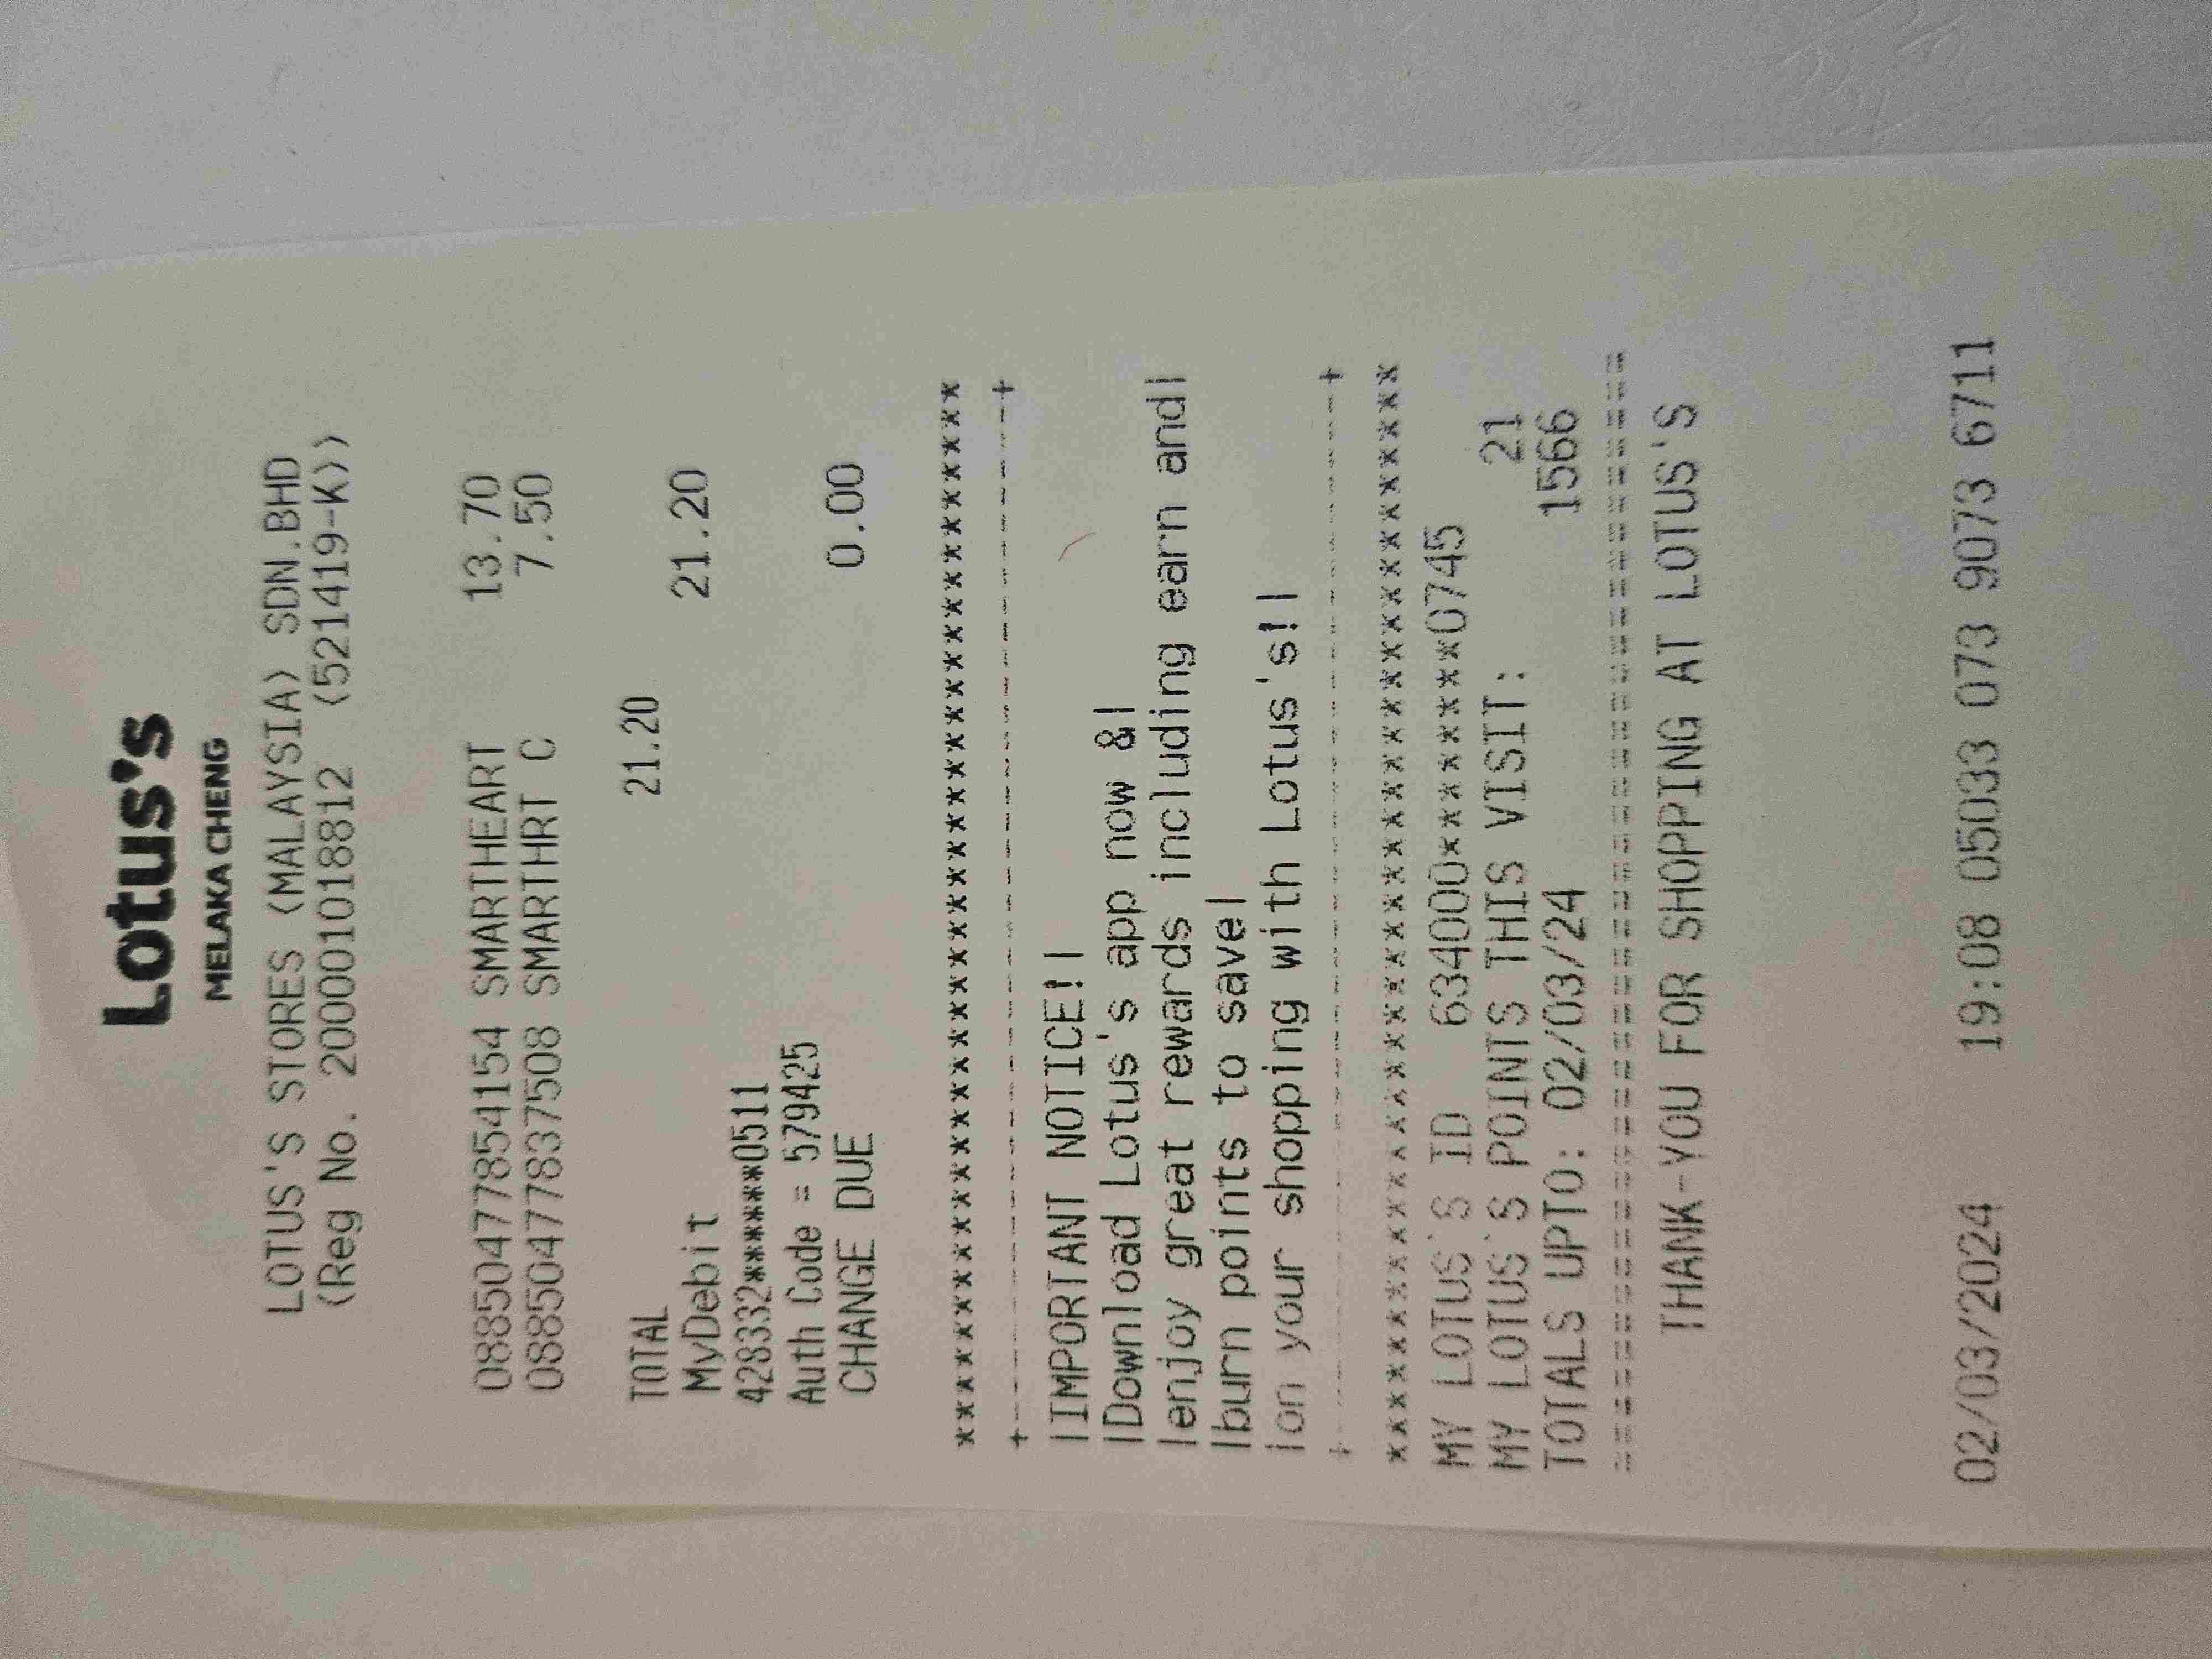 Lotus's
MELAKA CHENG
LOTUS'S STORES (MALAYSIA) SDN.BHD
(Reg No. 200001018812 (521419-K))
08850477854154 SMARTHEART 13.70
08850477837508 SMARTHRT C 7.50
TOTAL 21.20
MyDebit 21.20
428332******0511
Auth Code = 579425
CHANGE DUE 0.00
****************************************
+--------------------------------------+
|IMPORTANT NOTICE!|
|Download Lotus's app now &|
|enjoy great rewards including earn and|
|burn points to save|
|on your shopping with Lotus's!|
+--------------------------------------+
****************************************
MY LOTUS'S ID 634000********0745
MY LOTUS'S POINTS THIS VISIT: 21
TOTALS UPTO: 02/03/24 1566
========================================
THANK-YOU FOR SHOPPING AT LOTUS'S
02/03/2024 19:08 05033 073 9073 6711